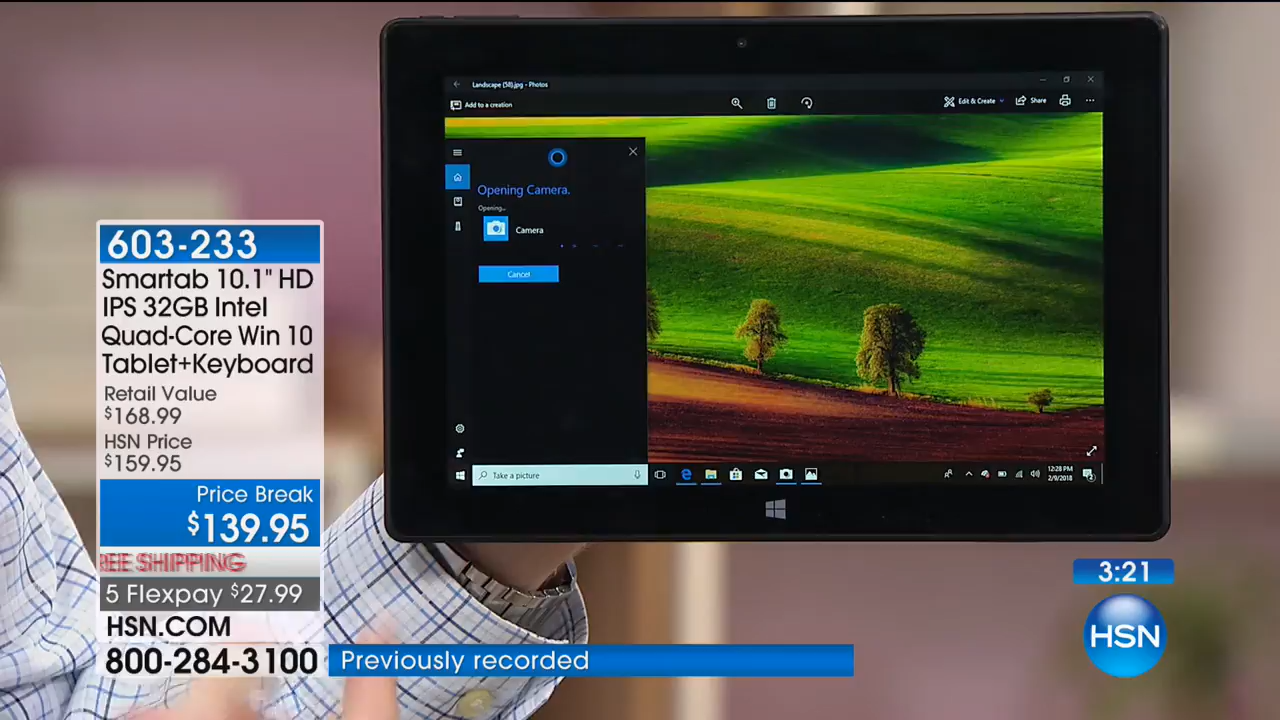 603-233
Smartab 10.1" HD
IPS 32GB Intel
Quad-Core Win 10
Tablet+Keyboard
Retail Value
$168.99
HSN Price
$159.95
Price Break
$139.95
REE SHIPPING
5 Flexpay $27.99
HSN.COM
800-284-3100
Previously recorded
Landscape (58).jpg - Photos
Add to a creation
Edit & Create
Share
Opening Camera.
Opening..
Camera
Cancel
Take a picture
12:28 PM
2/9/2018
3:21
HSN